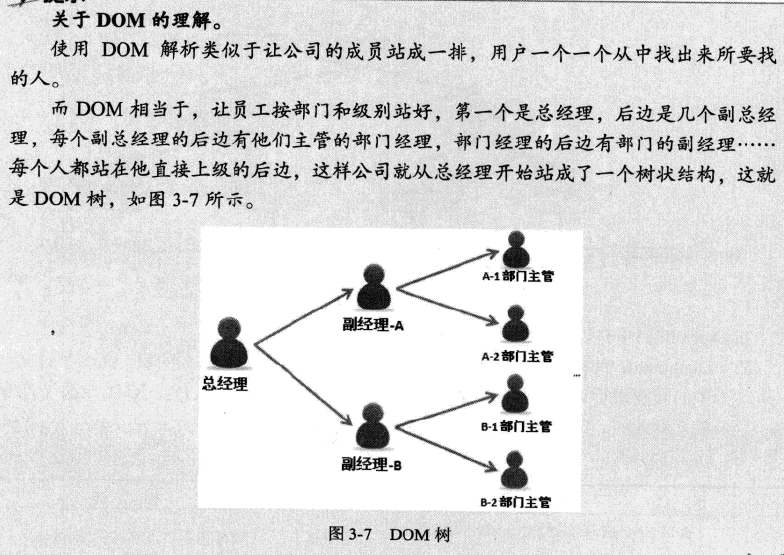 关于 DOM 的理解。
使用 DOM 解析类似于让公司的成员站成一排，用户一个一个从中找出来所要找
的人。
而 DOM 相当于，让员工按部门和级别站好，第一个是总经理，后边是几个副总经
理，每个副总经理的后边有他们主管的部门经理，部门经理的后边有部门的副经理……
每个人都站在他直接上级的后边，这样公司就从总经理开始站成了一个树状结构，这就
是 DOM 树，如图 3-7 所示。
A-1部门主管
副经理-A
A-2部门主管
总经理
...
B-1部门主管
副经理-B
B-2部门主管
图 3-7 DOM 树